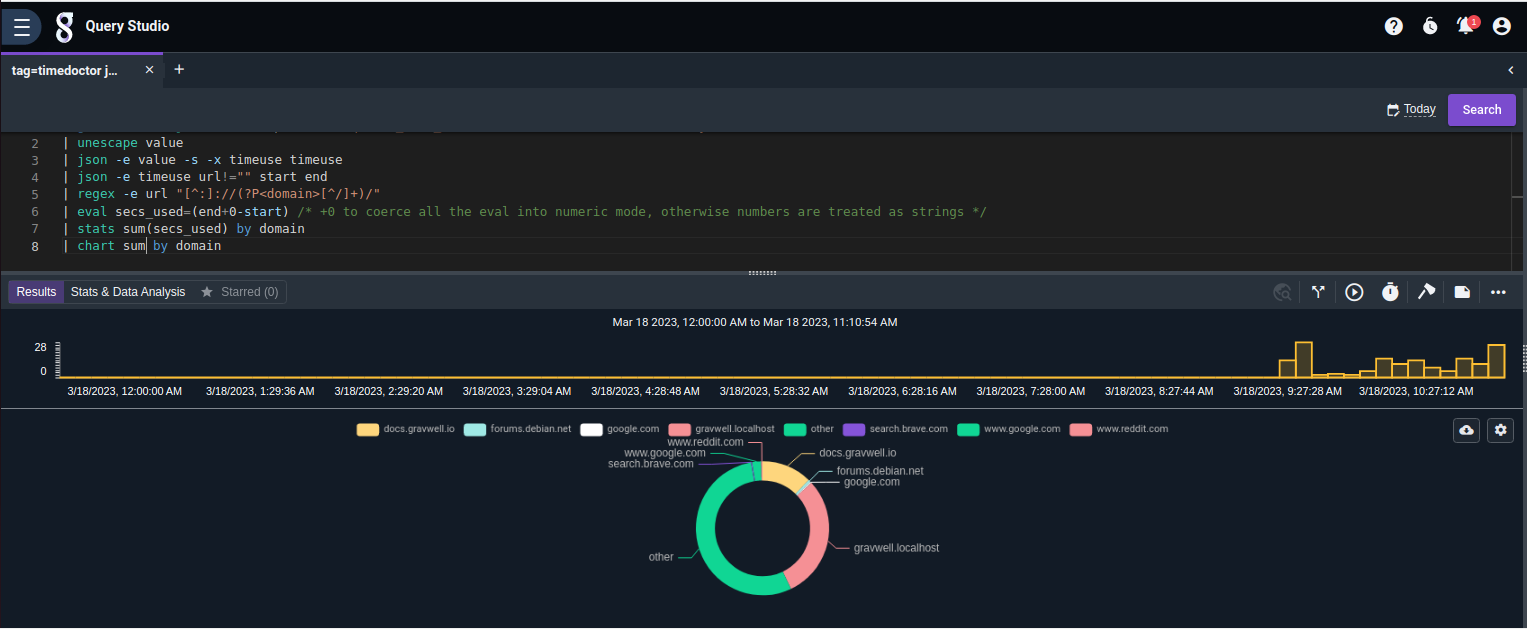 Query Studio
1
tag=timedoctor j...
Today
Search
2 | unescape value
3 | json -e value -s -x timeuse timeuse
4 | json -e timeuse url!="" start end
5 | regex -e url "[^:]://(?P<domain>[^/]+)/"
6 | eval secs_used=(end+0-start) /* +0 to coerce all the eval into numeric mode, otherwise numbers are treated as strings */
7 | stats sum(secs_used) by domain
8 | chart sum by domain
Results Stats & Data Analysis Starred (0)
Mar 18 2023, 12:00:00 AM to Mar 18 2023, 11:10:54 AM
28
0
3/18/2023, 12:00:00 AM 3/18/2023, 1:29:36 AM 3/18/2023, 2:29:20 AM 3/18/2023, 3:29:04 AM 3/18/2023, 4:28:48 AM 3/18/2023, 5:28:32 AM 3/18/2023, 6:28:16 AM 3/18/2023, 7:28:00 AM 3/18/2023, 8:27:44 AM 3/18/2023, 9:27:28 AM 3/18/2023, 10:27:12 AM
docs.gravwell.io forums.debian.net google.com gravwell.localhost other search.brave.com www.google.com www.reddit.com
www.reddit.com
www.google.com
search.brave.com
docs.gravwell.io
forums.debian.net
google.com
gravwell.localhost
other